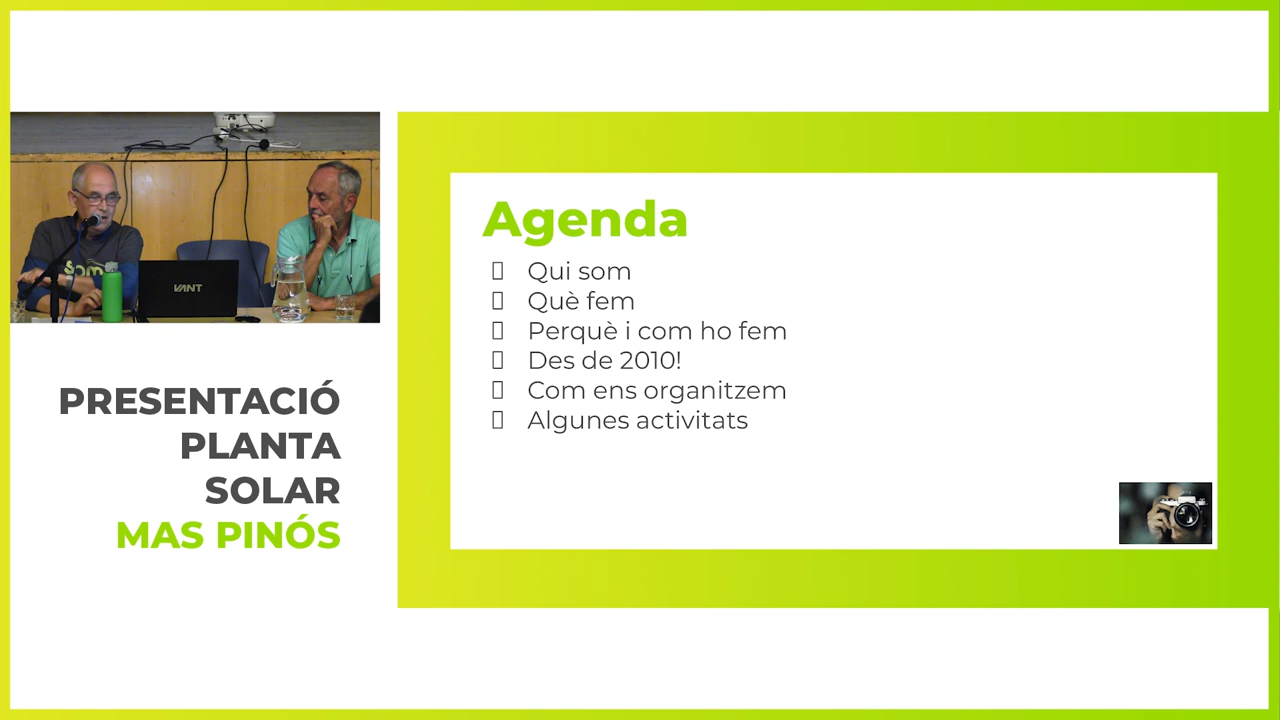 som
VANT
PRESENTACIÓ
PLANTA
SOLAR
MAS PINÓS
Agenda
Qui som
Què fem
Perquè i com ho fem
Des de 2010!
Com ens organitzem
Algunes activitats